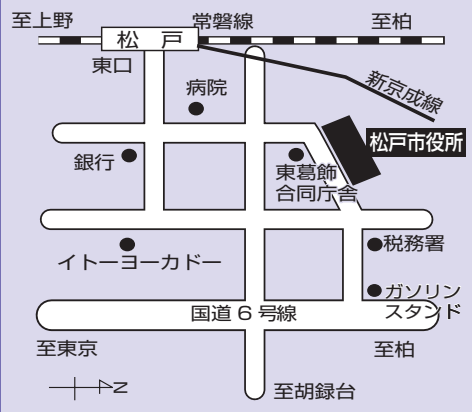 至上野
常磐線
至柏
松戸
東口
新京成線
病院
松戸市役所
銀行
東葛飾
合同庁舎
税務署
イトーヨーカドー
ガソリン
スタンド
国道6号線
至東京
至柏
N
至胡録台